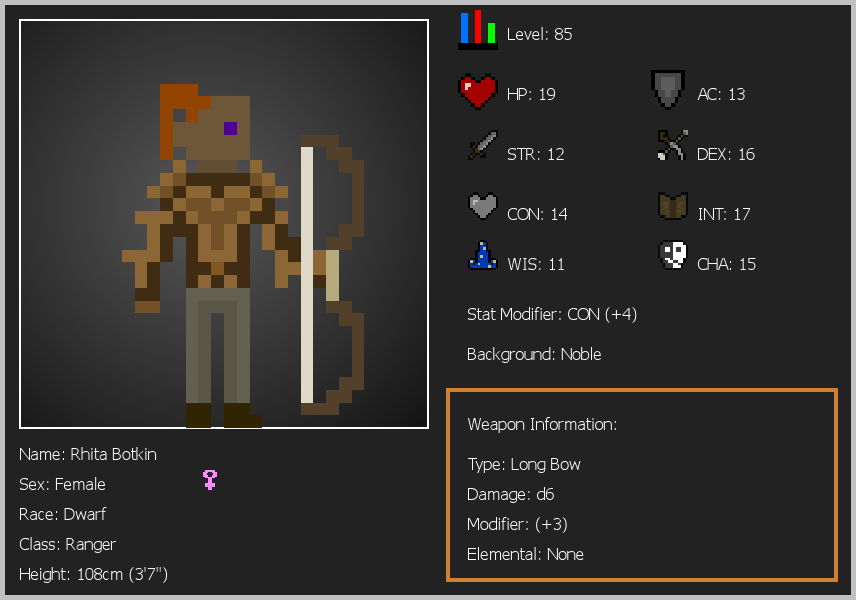 Level: 85
HP: 19
AC: 13
STR: 12
DEX: 16
CON: 14
INT: 17
WIS: 11
CHA: 15
Stat Modifier: CON (+4)
Background: Noble
Weapon Information:
Type: Long Bow
Damage: d6
Modifier: (+3)
Elemental: None
Name: Rhita Botkin
Sex: Female
Race: Dwarf
Class: Ranger
Height: 108cm (3'7")